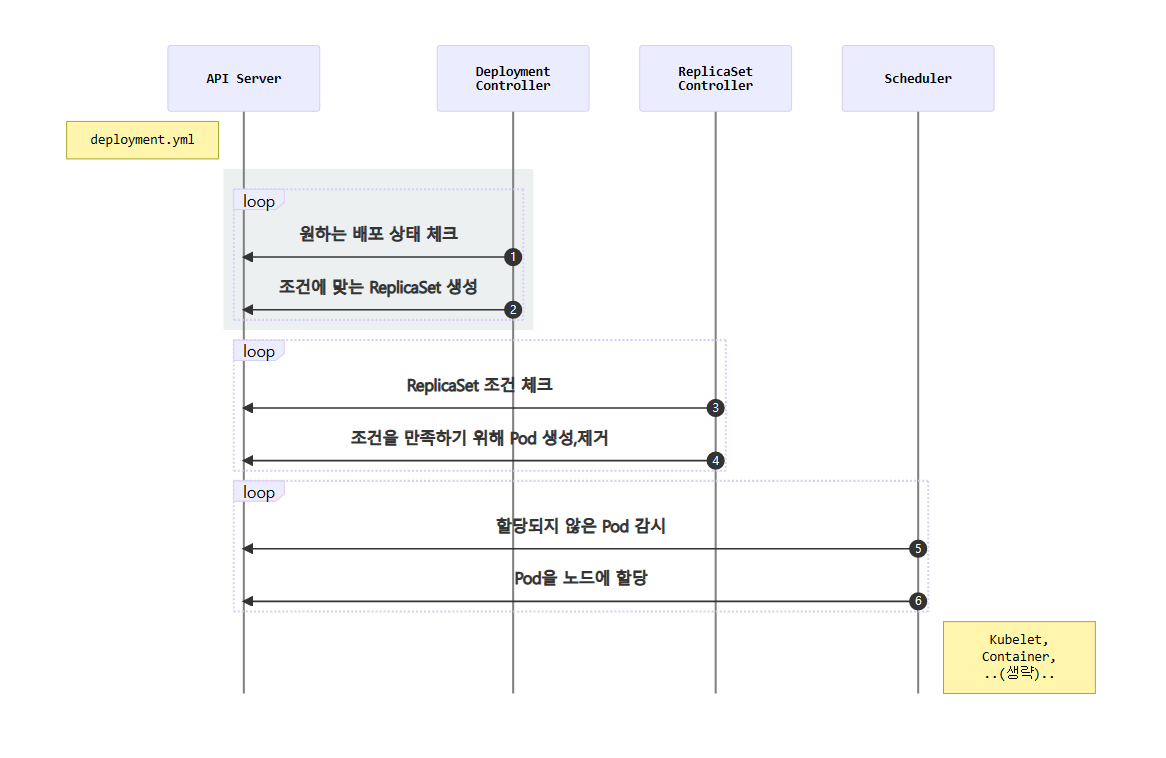 API Server
Deployment
Controller
ReplicaSet
Controller
Scheduler
deployment.yml
loop
원하는 배포 상태 체크
1
조건에 맞는 ReplicaSet 생성
2
loop
ReplicaSet 조건 체크
3
조건을 만족하기 위해 Pod 생성,제거
4
loop
할당되지 않은 Pod 감시
5
Pod을 노드에 할당
6
Kubelet,
Container,
..(생략)..